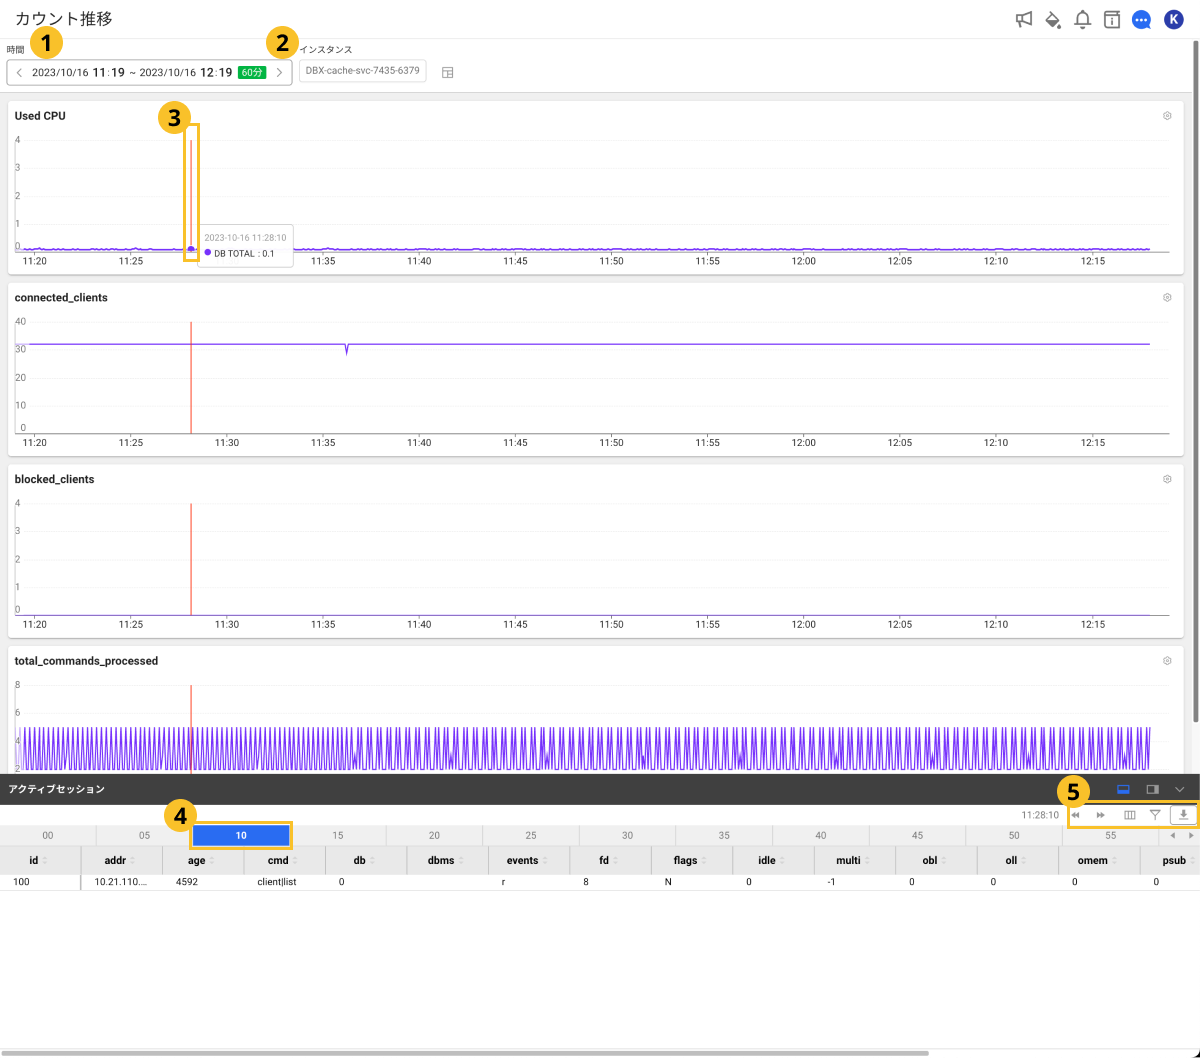 カウント推移
K
1
2
時間
インスタンス
2023/10/16 11:19 ~ 2023/10/16 12:19 60分
DBX-cache-svc-7435-6379
3
Used CPU
4
3
2
1
0
2023-10-16 11:28:10
DB TOTAL : 0.1
11:20 11:25 11:35 11:40 11:45 11:50 11:55 12:00 12:05 12:10 12:15
connected_clients
40
30
20
10
0
11:20 11:25 11:30 11:35 11:40 11:45 11:50 11:55 12:00 12:05 12:10 12:15
blocked_clients
4
3
2
1
0
11:20 11:25 11:30 11:35 11:40 11:45 11:50 11:55 12:00 12:05 12:10 12:15
total_commands_processed
8
6
4
2
アクティブセッション
5
4
11:28:10
00 05 10 15 20 25 30 35 40 45 50 55
id addr age cmd db dbms events fd flags idle multi obl oll omem psub
100 10.21.110.... 4592 client|list 0 r 8 N 0 -1 0 0 0 0